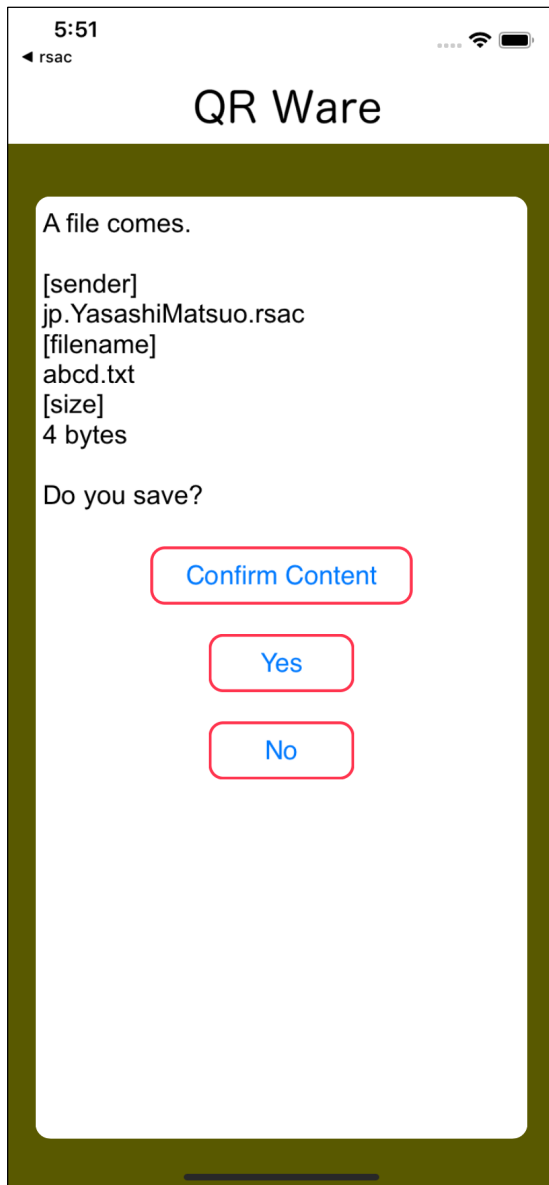 5:51
◀ rsac
QR Ware
A file comes.
[sender]
jp.YasashiMatsuo.rsac
[filename]
abcd.txt
[size]
4 bytes
Do you save?
Confirm Content
Yes
No